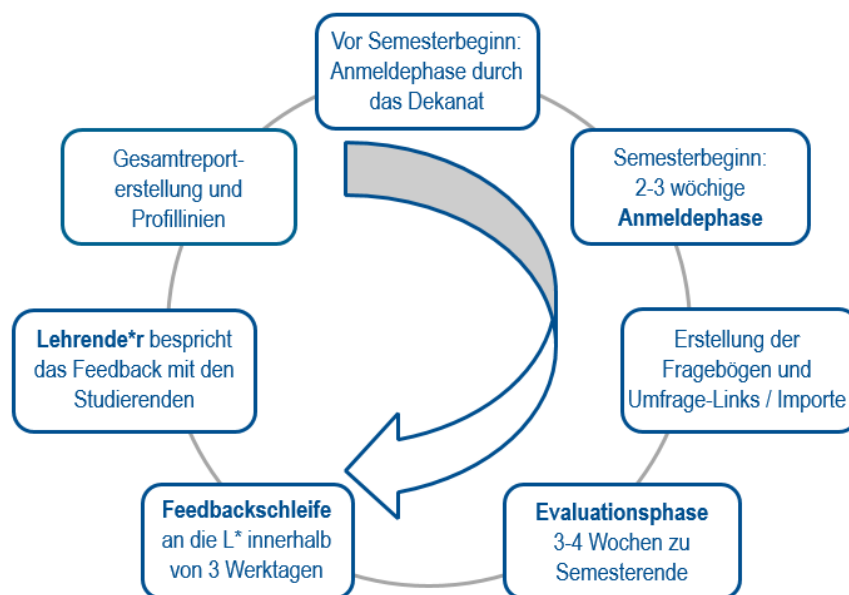 Vor Semesterbeginn:
Anmeldephase durch
das Dekanat
Semesterbeginn:
2-3 wöchige
Anmeldephase
Erstellung der
Fragebögen und
Umfrage-Links / Importe
Evaluationsphase
3-4 Wochen zu
Semesterende
Feedbackschleife
an die L* innerhalb
von 3 Werktagen
Lehrende*r bespricht
das Feedback mit den
Studierenden
Gesamtreport-
erstellung und
Profillinien